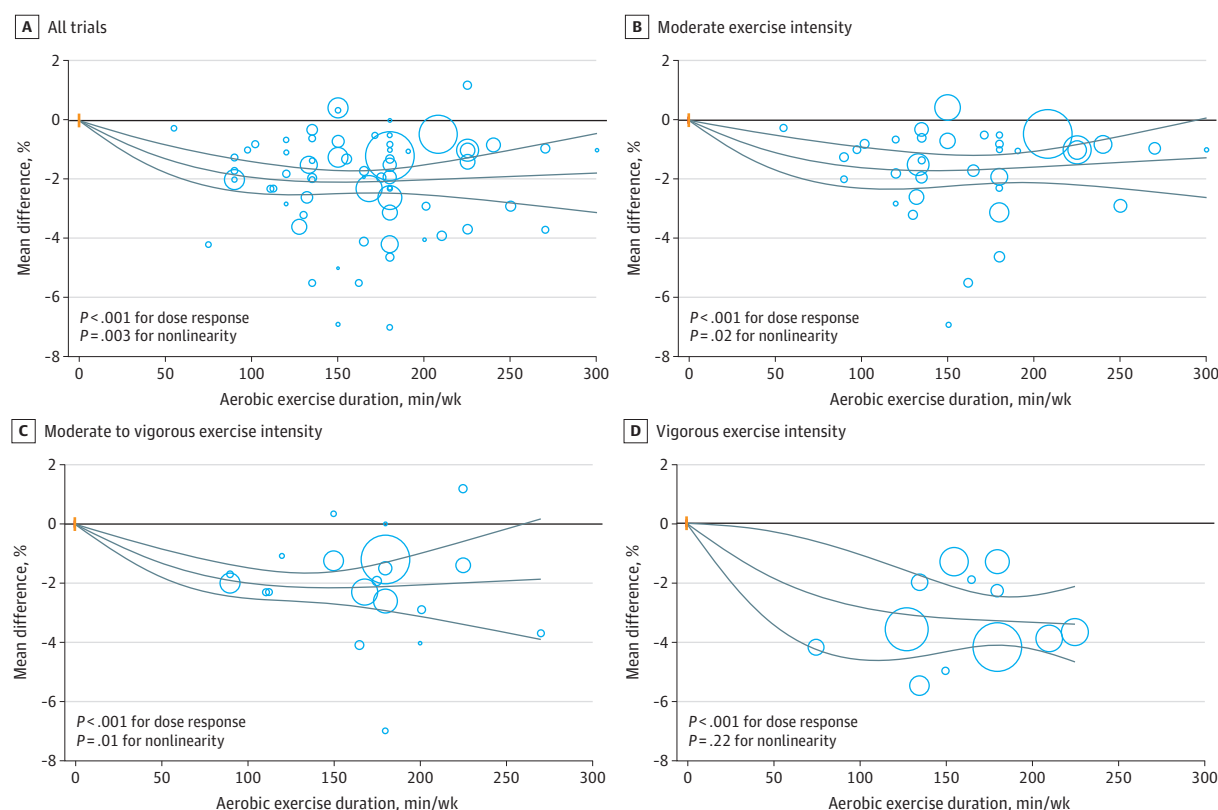 A All trials
2
0
-2
-4
-6
-8
Mean difference, %
P < .001 for dose response
P = .003 for nonlinearity
0 50 100 150 200 250 300
Aerobic exercise duration, min/wk
B Moderate exercise intensity
2
0
-2
-4
-6
-8
Mean difference, %
P < .001 for dose response
P = .02 for nonlinearity
0 50 100 150 200 250 300
Aerobic exercise duration, min/wk
C Moderate to vigorous exercise intensity
2
0
-2
-4
-6
-8
Mean difference, %
P < .001 for dose response
P = .01 for nonlinearity
0 50 100 150 200 250 300
Aerobic exercise duration, min/wk
D Vigorous exercise intensity
2
0
-2
-4
-6
-8
Mean difference, %
P < .001 for dose response
P = .22 for nonlinearity
0 50 100 150 200 250 300
Aerobic exercise duration, min/wk